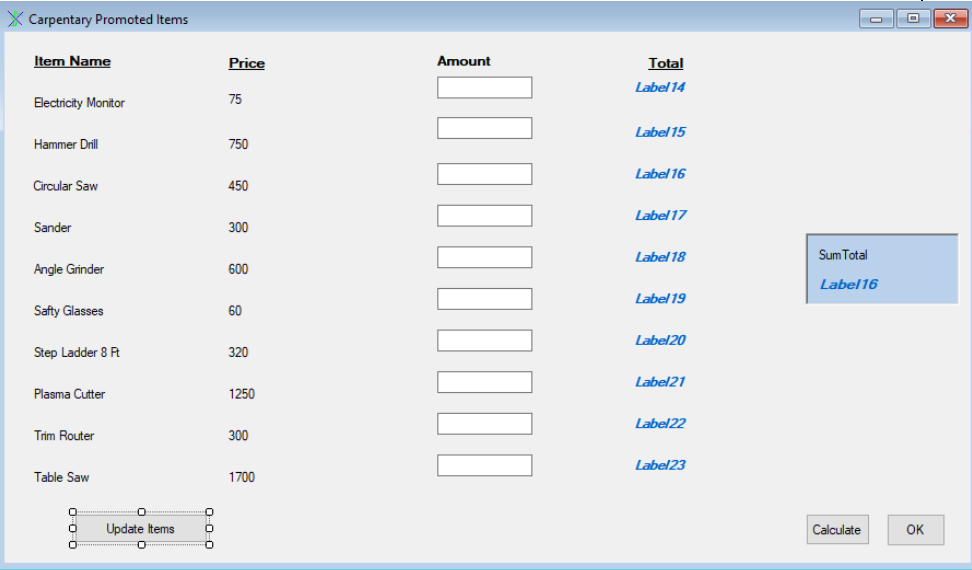 Carpentary Promoted Items
Item Name Price Amount Total
Electricity Monitor 75 Label14
Hammer Drill 750 Label15
Circular Saw 450 Label16
Sander 300 Label17
Angle Grinder 600 Label18
SumTotal
Label16
Safty Glasses 60 Label19
Step Ladder 8 Ft 320 Label20
Plasma Cutter 1250 Label21
Trim Router 300 Label22
Table Saw 1700 Label23
Update Items Calculate OK